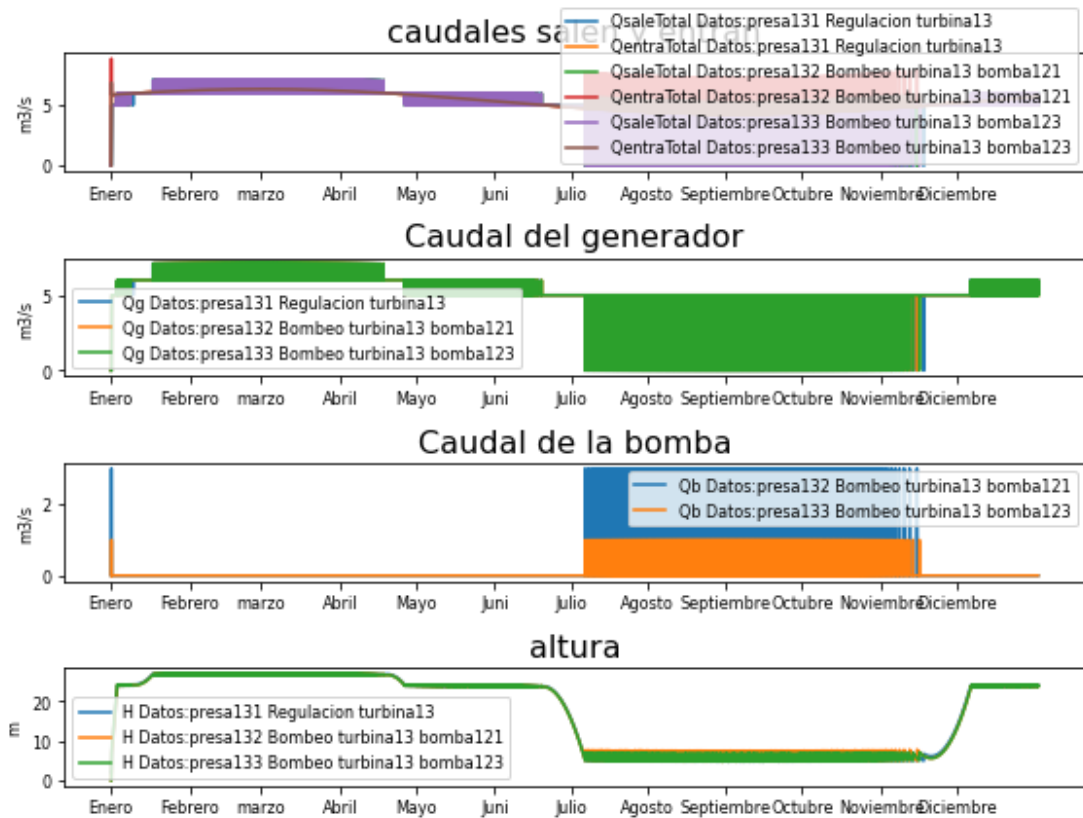 caudales salen y entran
QsaleTotal Datos:presa131 Regulacion turbina13
QentraTotal Datos:presa131 Regulacion turbina13
QsaleTotal Datos:presa132 Bombeo turbina13 bomba121
QentraTotal Datos:presa132 Bombeo turbina13 bomba121
QsaleTotal Datos:presa133 Bombeo turbina13 bomba123
QentraTotal Datos:presa133 Bombeo turbina13 bomba123
m3/s
5
0
Enero Febrero marzo Abril Mayo Juni Julio Agosto Septiembre Octubre Noviembre Diciembre
Caudal del generador
m3/s
5
0
Qg Datos:presa131 Regulacion turbina13
Qg Datos:presa132 Bombeo turbina13 bomba121
Qg Datos:presa133 Bombeo turbina13 bomba123
Enero Febrero marzo Abril Mayo Juni Julio Agosto Septiembre Octubre Noviembre Diciembre
Caudal de la bomba
m3/s
2
0
Qb Datos:presa132 Bombeo turbina13 bomba121
Qb Datos:presa133 Bombeo turbina13 bomba123
Enero Febrero marzo Abril Mayo Juni Julio Agosto Septiembre Octubre Noviembre Diciembre
altura
m
20
10
0
H Datos:presa131 Regulacion turbina13
H Datos:presa132 Bombeo turbina13 bomba121
H Datos:presa133 Bombeo turbina13 bomba123
Enero Febrero marzo Abril Mayo Juni Julio Agosto Septiembre Octubre Noviembre Diciembre